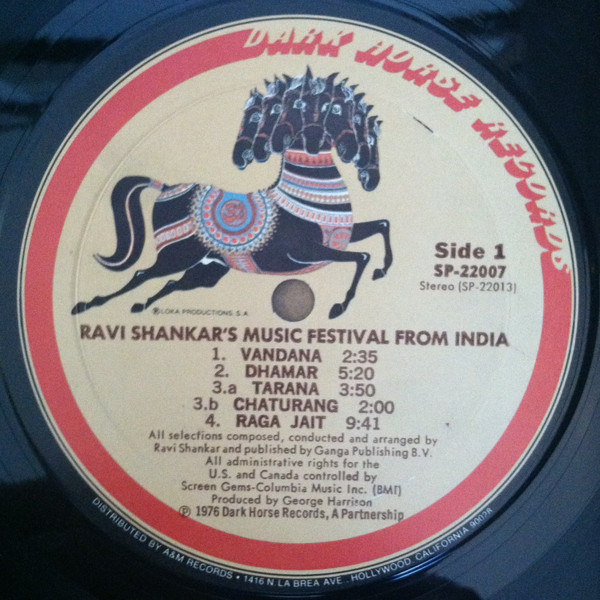 DARK HORSE RECORDS
Side 1
SP-22007
Stereo (SP-22013)
®LOKA PRODUCTIONS, S.A.
RAVI SHANKAR'S MUSIC FESTIVAL FROM INDIA
1. VANDANA 2:35
2. DHAMAR 5:20
3.a TARANA 3:50
3.b CHATURANG 2:00
4. RAGA JAIT 9:41
All selections composed, conducted and arranged by
Ravi Shankar and published by Ganga Publishing B.V.
All administrative rights for the
U.S. and Canada controlled by
Screen Gems-Columbia Music Inc. (BMI)
Produced by George Harrison
℗ 1976 Dark Horse Records, A Partnership
DISTRIBUTED BY A&M RECORDS • 1416 N LA BREA AVE. HOLLYWOOD, CALIFORNIA 90028